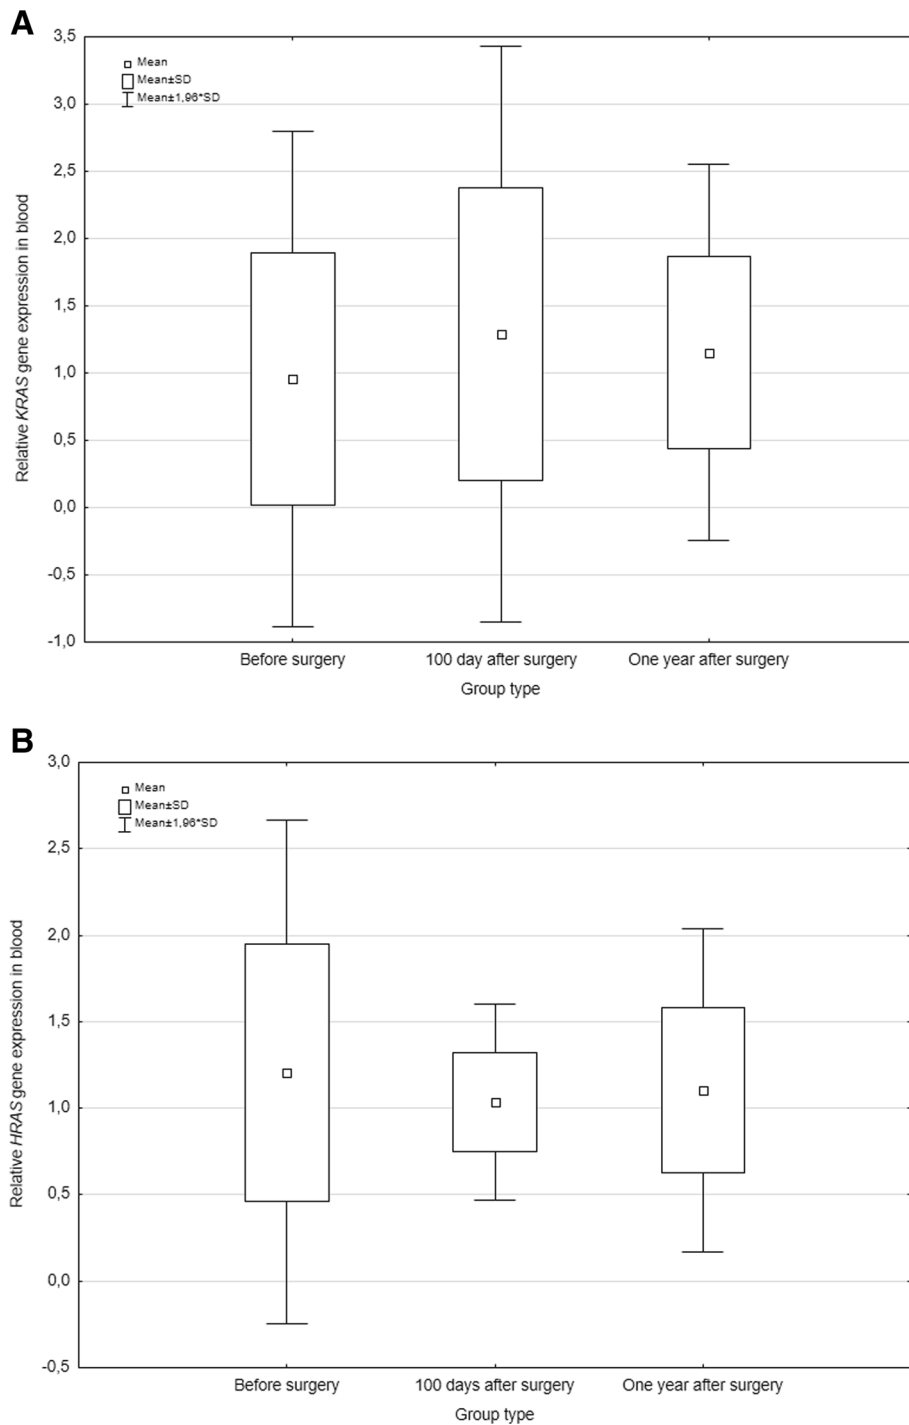 A
3,5
Mean
Mean±SD
Mean±1,96*SD
3,0
2,5
2,0
1,5
1,0
0,5
0,0
-0,5
-1,0
Relative KRAS gene expression in blood
Before surgery 100 day after surgery One year after surgery
Group type
B
3,0
Mean
Mean±SD
Mean±1,96*SD
2,5
2,0
1,5
1,0
0,5
0,0
-0,5
Relative HRAS gene expression in blood
Before surgery 100 days after surgery One year after surgery
Group type